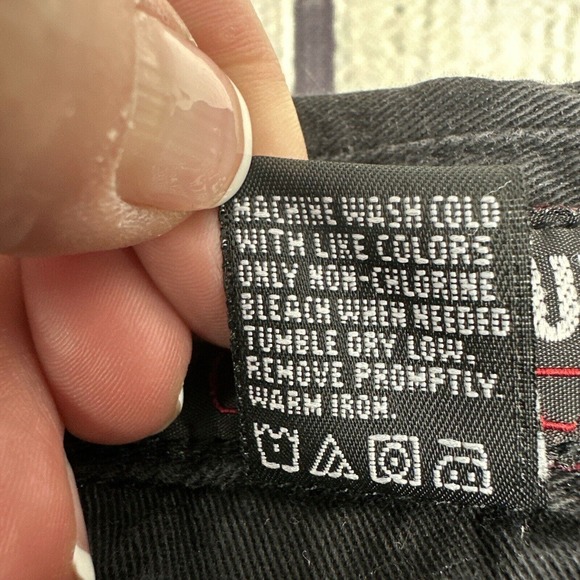 MACHINE WASH COLD
WITH LIKE COLORS
ONLY NON-CHLORINE
BLEACH WHEN NEEDED
TUMBLE DRY LOW.
REMOVE PROMPTLY.
WARM IRON.
U